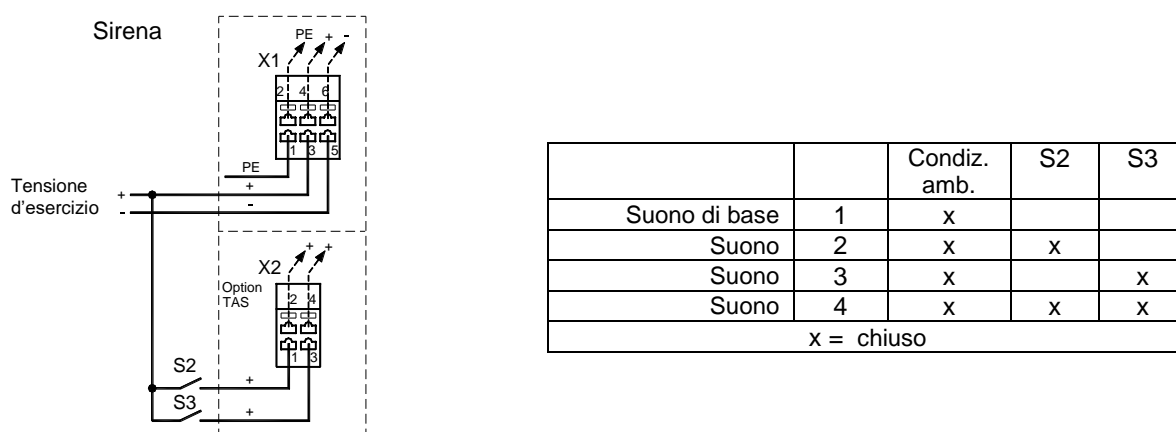 Sirena
PE + -
X1
2 4 6
1 3 5
PE
Tensione
d’esercizio
+ +
- -
X2 + +
Option
TAS
2 4
1 3
S2
+
S3
+
Condiz.
amb. S2 S3
Suono di base 1 x
Suono 2 x x
Suono 3 x x
Suono 4 x x x
x = chiuso